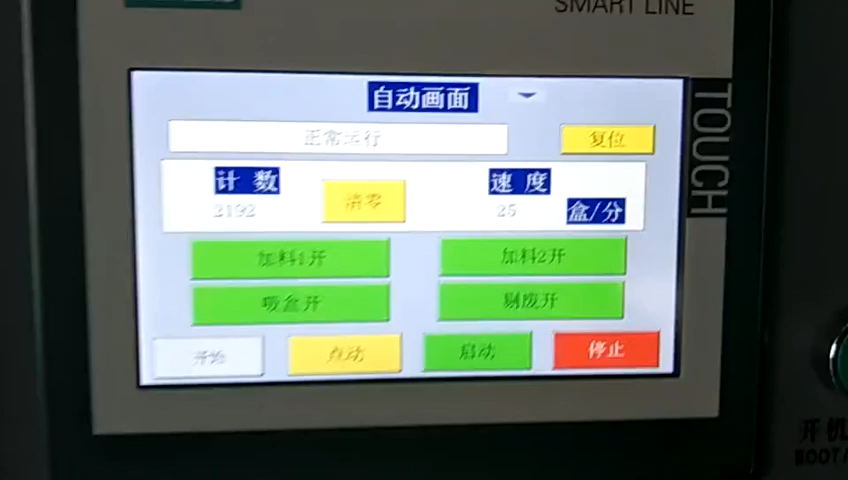 SMART LINE
TOUCH
自动画面
正常运行
复位
计数
清零
速度
2192
25
盒/分
加料1开
加料2开
吸盒开
剔废开
开始
点动
启动
停止
开机
BOOT/